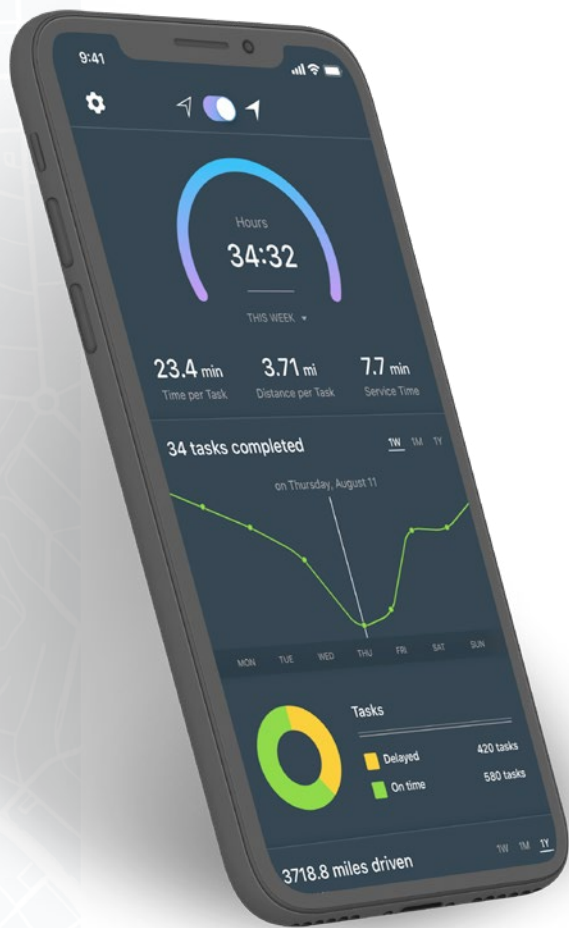 9:41
Hours
34:32
THIS WEEK
23.4 min 3.71 mi 7.7 min
Time per Task Distance per Task Service Time
34 tasks completed 1W 1M 1Y
on Thursday, August 11
MON TUE WED THU FRI SAT SUN
Tasks
Delayed 420 tasks
On time 580 tasks
3718.8 miles driven 1W 1M 1Y